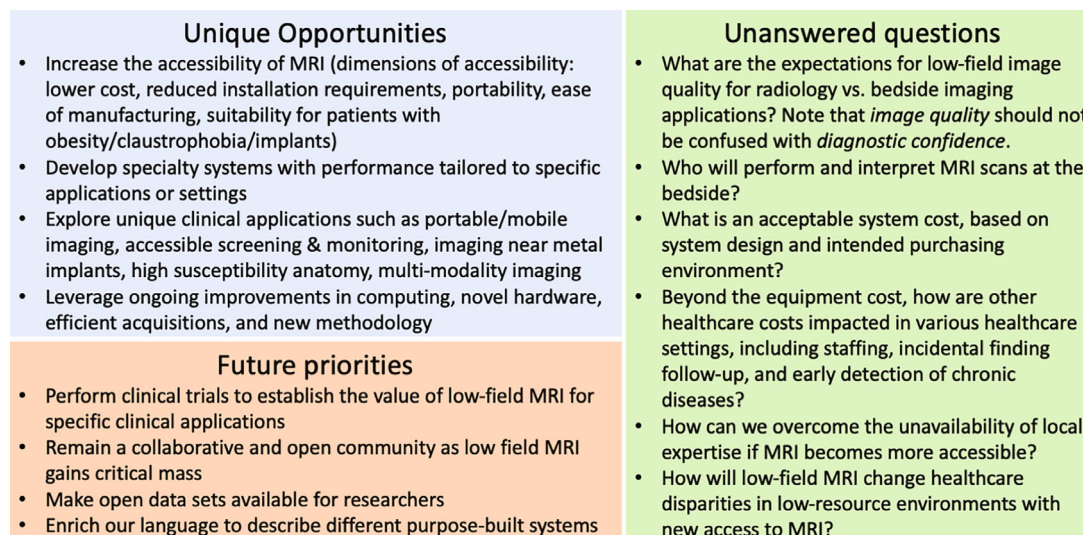 Unique Opportunities
• Increase the accessibility of MRI (dimensions of accessibility:
lower cost, reduced installation requirements, portability, ease
of manufacturing, suitability for patients with
obesity/claustrophobia/implants)
• Develop specialty systems with performance tailored to specific
applications or settings
• Explore unique clinical applications such as portable/mobile
imaging, accessible screening & monitoring, imaging near metal
implants, high susceptibility anatomy, multi-modality imaging
• Leverage ongoing improvements in computing, novel hardware,
efficient acquisitions, and new methodology
Future priorities
• Perform clinical trials to establish the value of low-field MRI for
specific clinical applications
• Remain a collaborative and open community as low field MRI
gains critical mass
• Make open data sets available for researchers
• Enrich our language to describe different purpose-built systems
Unanswered questions
• What are the expectations for low-field image
quality for radiology vs. bedside imaging
applications? Note that image quality should not
be confused with diagnostic confidence.
• Who will perform and interpret MRI scans at the
bedside?
• What is an acceptable system cost, based on
system design and intended purchasing
environment?
• Beyond the equipment cost, how are other
healthcare costs impacted in various healthcare
settings, including staffing, incidental finding
follow-up, and early detection of chronic
diseases?
• How can we overcome the unavailability of local
expertise if MRI becomes more accessible?
• How will low-field MRI change healthcare
disparities in low-resource environments with
new access to MRI?